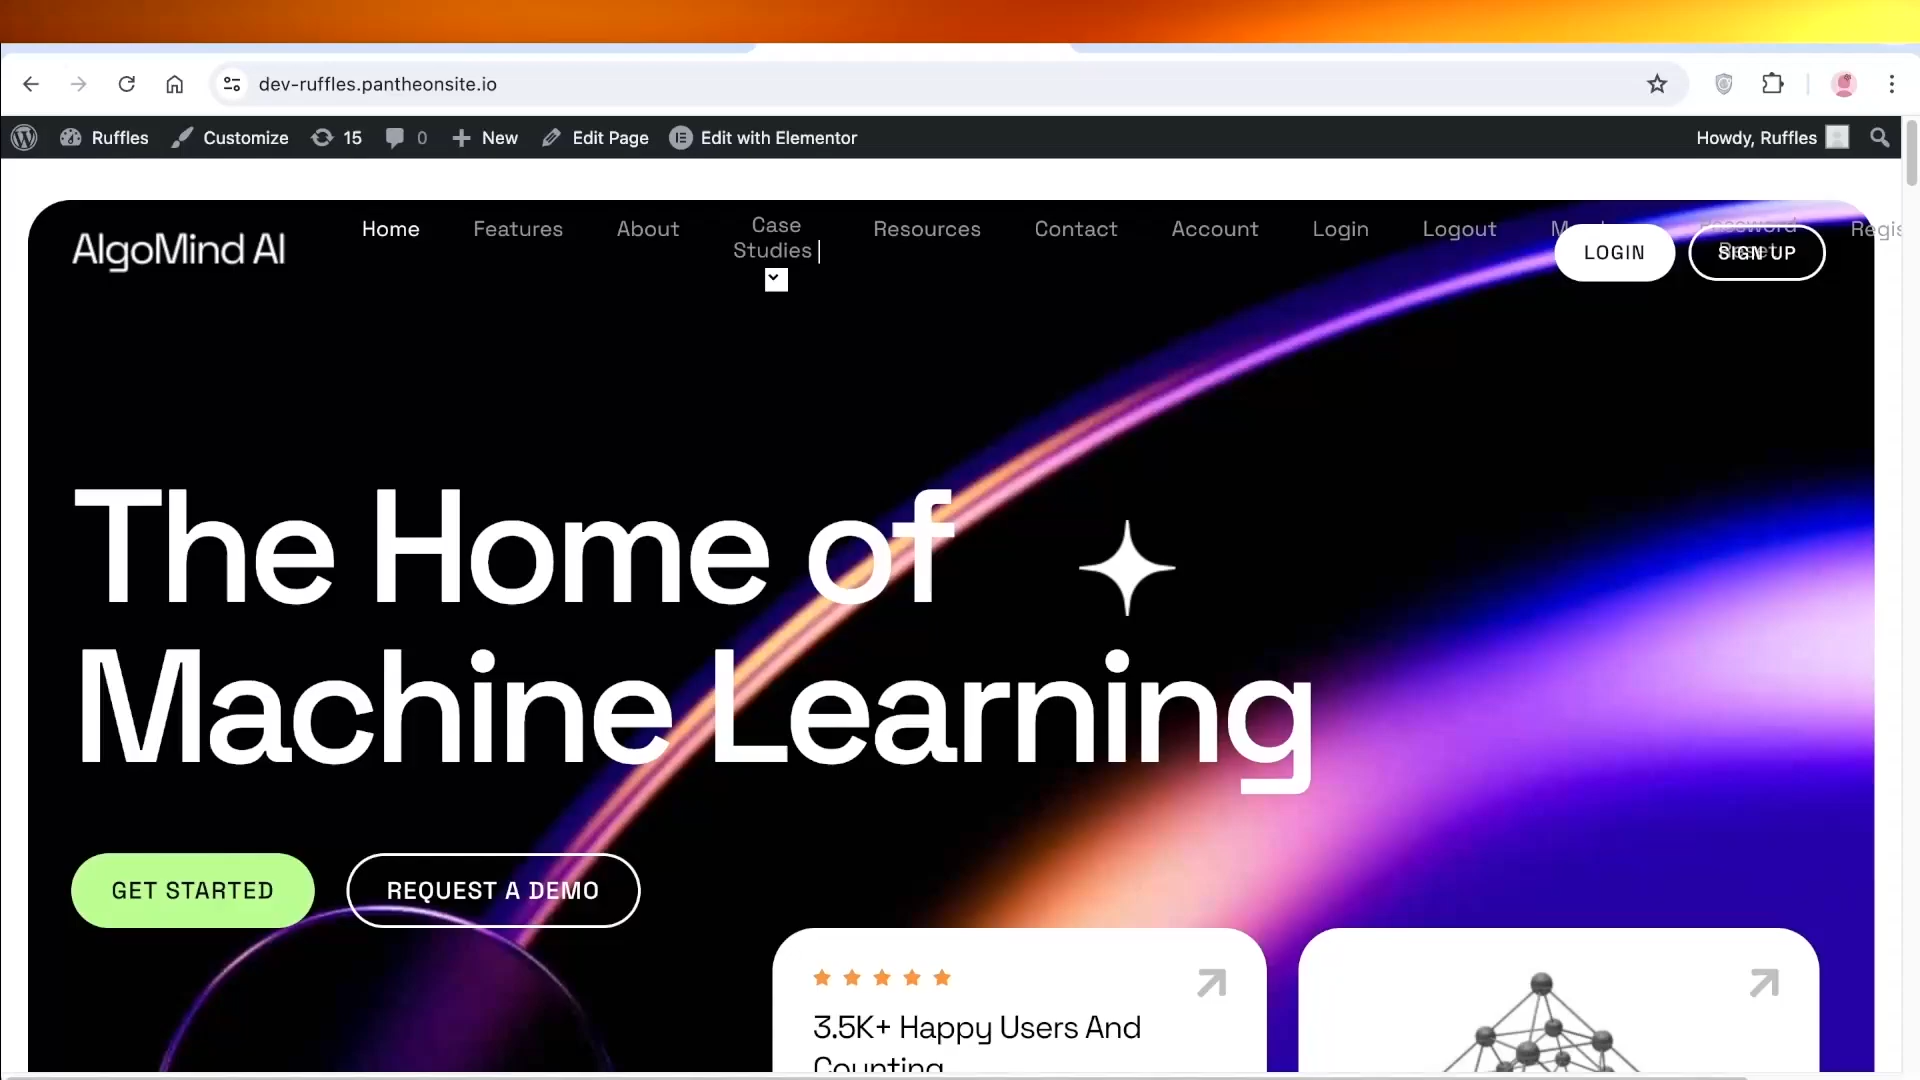 dev-ruffles.pantheonsite.io
Ruffles Customize 15 0 New Edit Page Edit with Elementor Howdy, Ruffles
AlgoMind AI
Home Features About Case Studies Resources Contact Account Login Logout
LOGIN SIGN UP
The Home of
Machine Learning
GET STARTED REQUEST A DEMO
3.5K+ Happy Users And
Counting